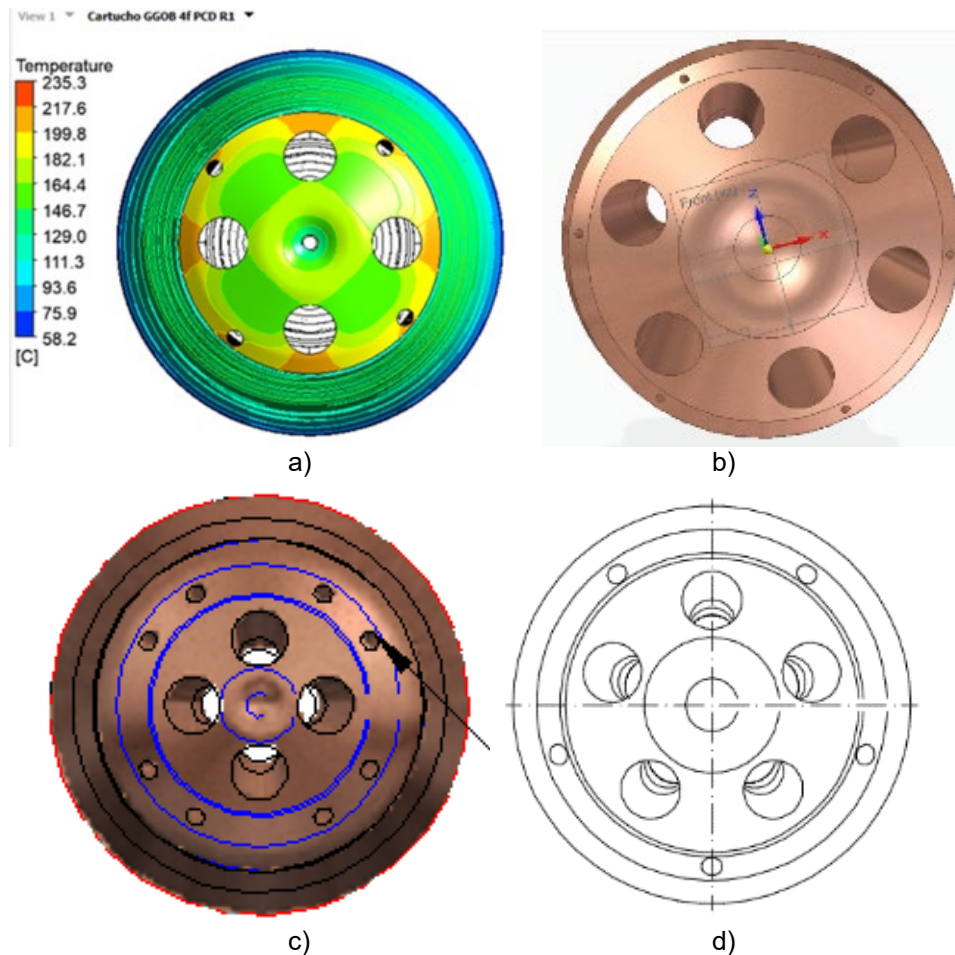 View 1 Cartucho GGOB 4f PCD R1
Temperature
235.3
217.6
199.8
182.1
164.4
146.7
129.0
111.3
93.6
75.9
58.2
[C]
Z
X
a)
b)
c)
d)